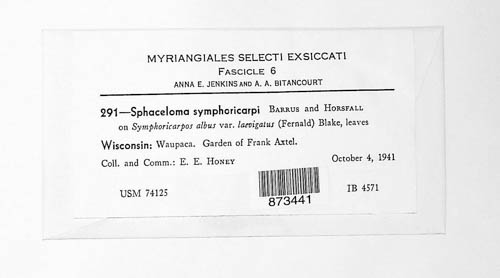 MYRIANGIALES SELECTI EXSICCATI
FASCICLE 6
ANNA E. JENKINS AND A. A. BITANCOURT
291—Sphaceloma symphoricarpi BARRUS and HORSFALL
on Symphoricarpos albus var. laevigatus (Fernald) Blake, leaves
Wisconsin: Waupaca. Garden of Frank Axtel.
Coll. and Comm.: E. E. HONEY October 4, 1941
USM 74125 IB 4571
873441